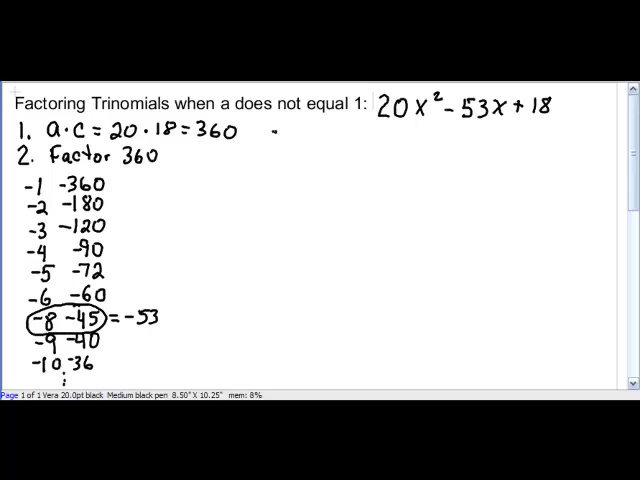 Factoring Trinomials when a does not equal 1: 20x² - 53x + 18
1. a·c = 20 · 18 = 360
2. Factor 360
-1 -360
-2 -180
-3 -120
-4 -90
-5 -72
-6 -60
-8 -45 = -53
-9 -40
-10 -36
⋮
Page 1 of 1 Vera 20.0pt black Medium black pen 8.50" X 10.25" mem: 8%